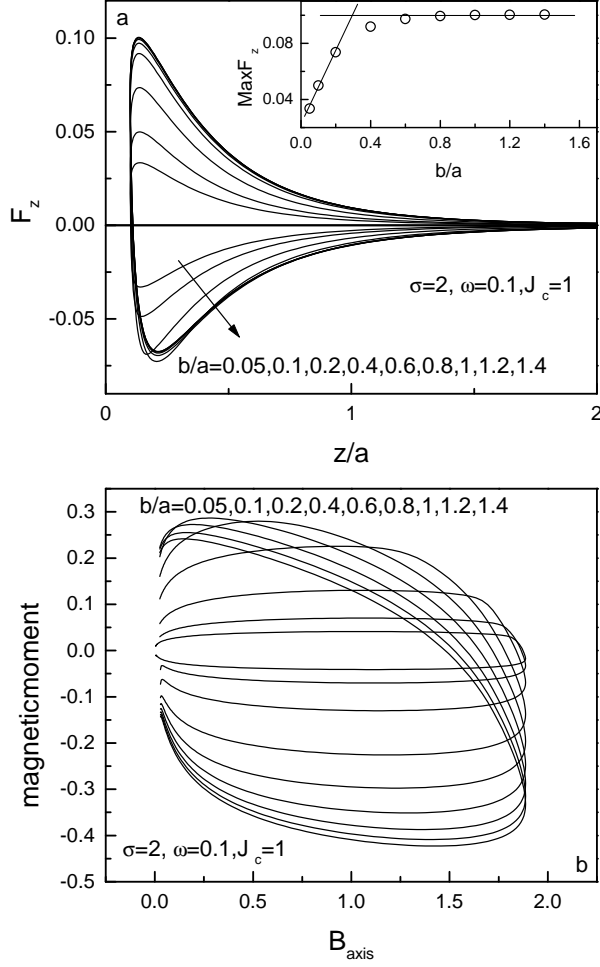 a
0.10
0.05
0.00
-0.05
F z
0.08
0.04
MaxF z
0.0 0.4 0.8 1.2 1.6
b/a
σ=2, ω=0.1,J c=1
b/a=0.05,0.1,0.2,0.4,0.6,0.8,1,1.2,1.4
0 1 2
z/a
b/a=0.05,0.1,0.2,0.4,0.6,0.8,1,1.2,1.4
0.3
0.2
0.1
0.0
-0.1
-0.2
-0.3
-0.4
-0.5
magneticmoment
σ=2, ω=0.1,J c=1
b
0.0 0.5 1.0 1.5 2.0
B axis